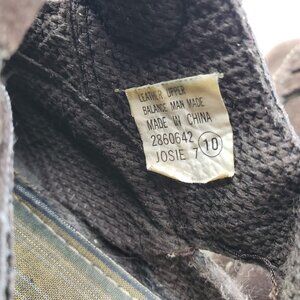 LEATHER UPPER
BALANCE MAN MADE
MADE IN CHINA
2860642
JOSIE 7 10